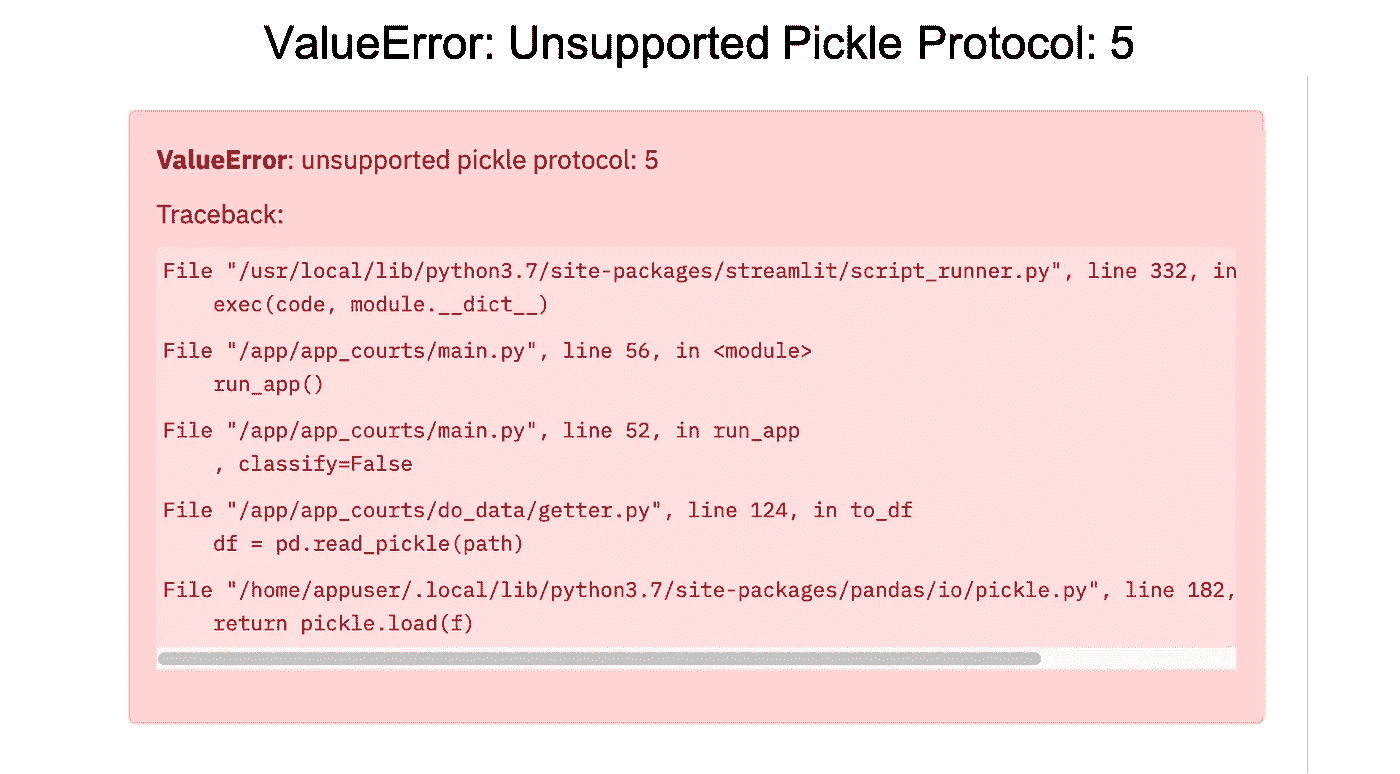 ValueError: Unsupported Pickle Protocol: 5
ValueError: unsupported pickle protocol: 5
Traceback:
File "/usr/local/lib/python3.7/site-packages/streamlit/script_runner.py", line 332, in
exec(code, module.__dict__)
File "/app/app_courts/main.py", line 56, in <module>
run_app()
File "/app/app_courts/main.py", line 52, in run_app
, classify=False
File "/app/app_courts/do_data/getter.py", line 124, in to_df
df = pd.read_pickle(path)
File "/home/appuser/.local/lib/python3.7/site-packages/pandas/io/pickle.py", line 182,
return pickle.load(f)